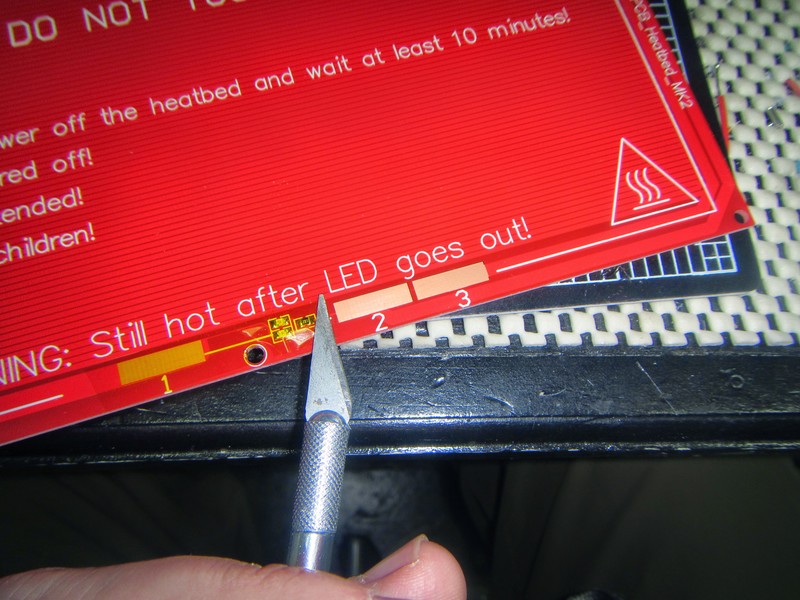 DO NOT
wer off the heatbed and wait at least 10 minutes!
red off!
ended!
children!
NING: Still hot after LED goes out!
1
2
3
PCB_Heatbed_MK2